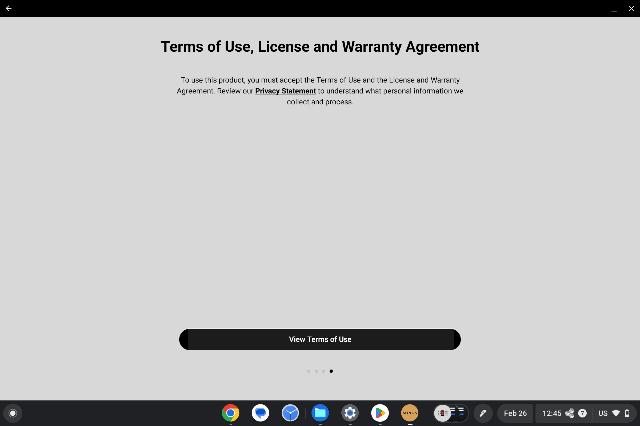 Terms of Use, License and Warranty Agreement
To use this product, you must accept the Terms of Use and the License and Warranty
Agreement. Review our Privacy Statement to understand what personal information we
collect and process.
View Terms of Use
SONOS
Feb 26
12:45
US